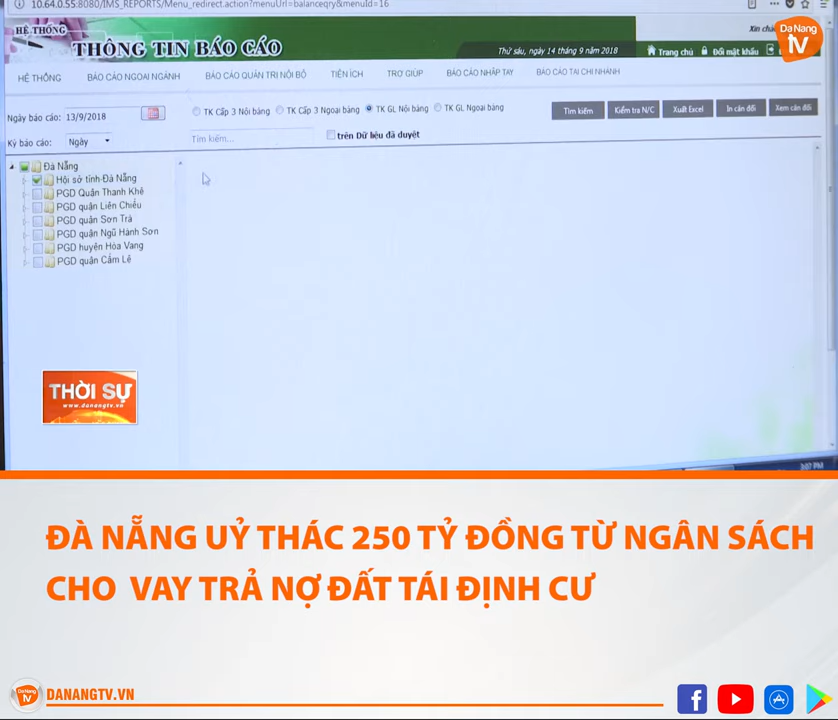 10.64.0.55:8080/IMS_REPORTS/Menu_redirect.action?menuUrl=balanceqry&menuId=16
HỆ THỐNG
THÔNG TIN BÁO CÁO
Xin chà
Da Nang
tv
Thứ sáu, ngày 14 tháng 9 năm 2018
Trang chủ
Đổi mật khẩu
HỆ THỐNG BÁO CÁO NGOẠI NGÀNH BÁO CÁO QUẢN TRỊ NỘI BỘ TIỆN ÍCH TRỢ GIÚP BÁO CÁO NHẬP TAY BÁO CÁO TẠI CHI NHÁNH
Ngày báo cáo: 13/9/2018 TK Cấp 3 Nội bảng TK Cấp 3 Ngoại bảng TK GL Nội bảng TK GL Ngoại bảng Tìm kiếm Kiểm tra N/C Xuất Excel In cân đối Xem cân đối
Kỳ báo cáo: Ngày Tìm kiếm... trên Dữ liệu đã duyệt
Đà Nẵng
Hội sở tỉnh Đà Nẵng
PGD Quận Thanh Khê
PGD quận Liên Chiểu
PGD quận Sơn Trà
PGD quận Ngũ Hành Sơn
PGD huyện Hòa Vang
PGD quận Cẩm Lệ
THỜI SỰ
www.danangtv.vn
3:07 PM
ĐÀ NẴNG UỶ THÁC 250 TỶ ĐỒNG TỪ NGÂN SÁCH
CHO VAY TRẢ NỢ ĐẤT TÁI ĐỊNH CƯ
Da Nang
tv
DANANGTV.VN